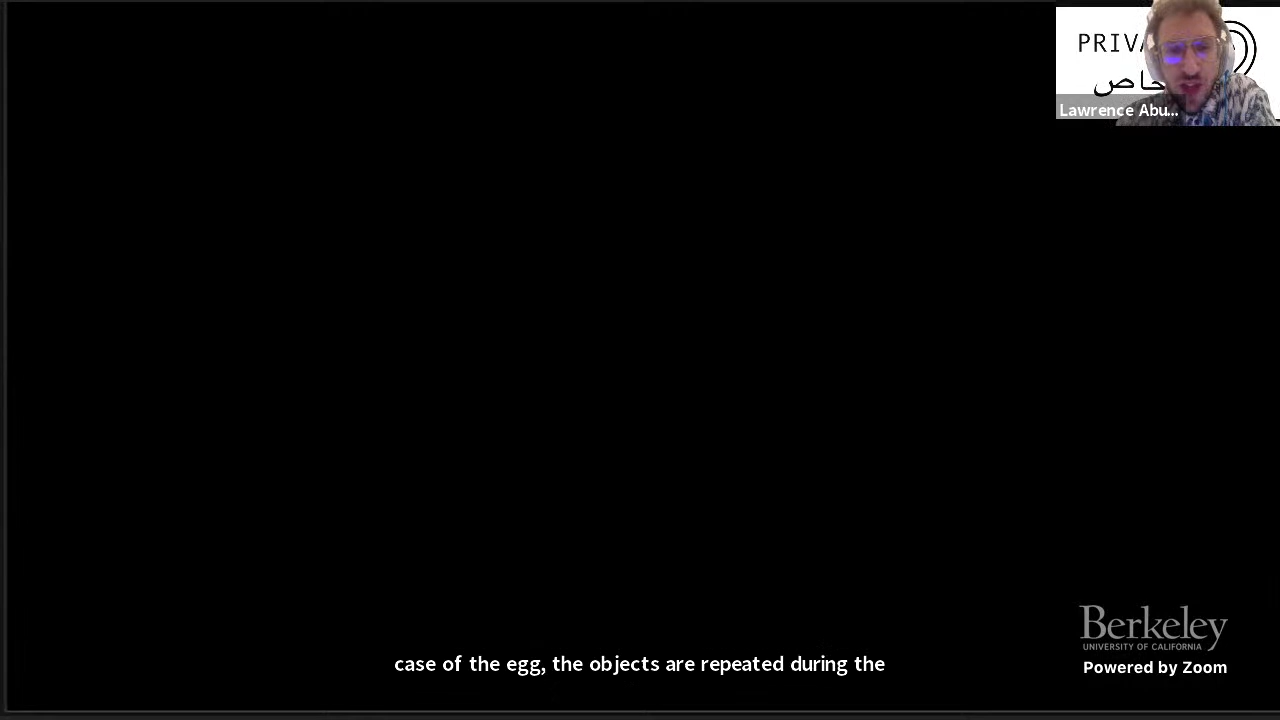 PRIVA
خاص
Lawrence Abu...
Berkeley
UNIVERSITY OF CALIFORNIA
case of the egg, the objects are repeated during the
Powered by Zoom